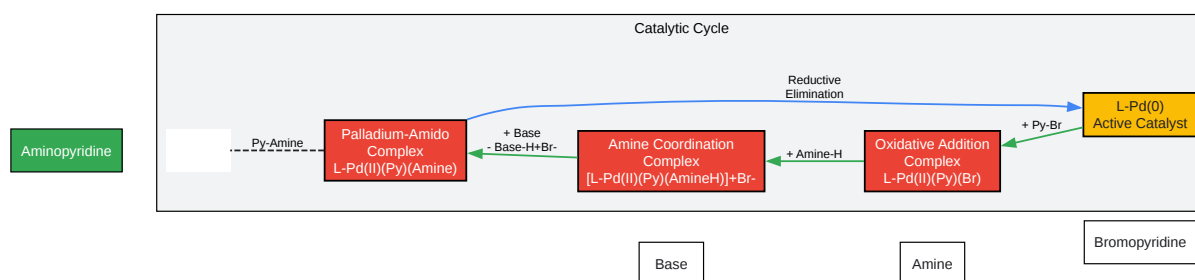 Catalytic Cycle
Reductive
Elimination
L-Pd(0)
Active Catalyst
+ Py-Br
Oxidative Addition
Complex
L-Pd(II)(Py)(Br)
+ Amine-H
Amine Coordination
Complex
[L-Pd(II)(Py)(AmineH)]+Br-
+ Base
- Base-H+Br-
Palladium-Amido
Complex
L-Pd(II)(Py)(Amine)
Py-Amine
Aminopyridine
Base
Amine
Bromopyridine